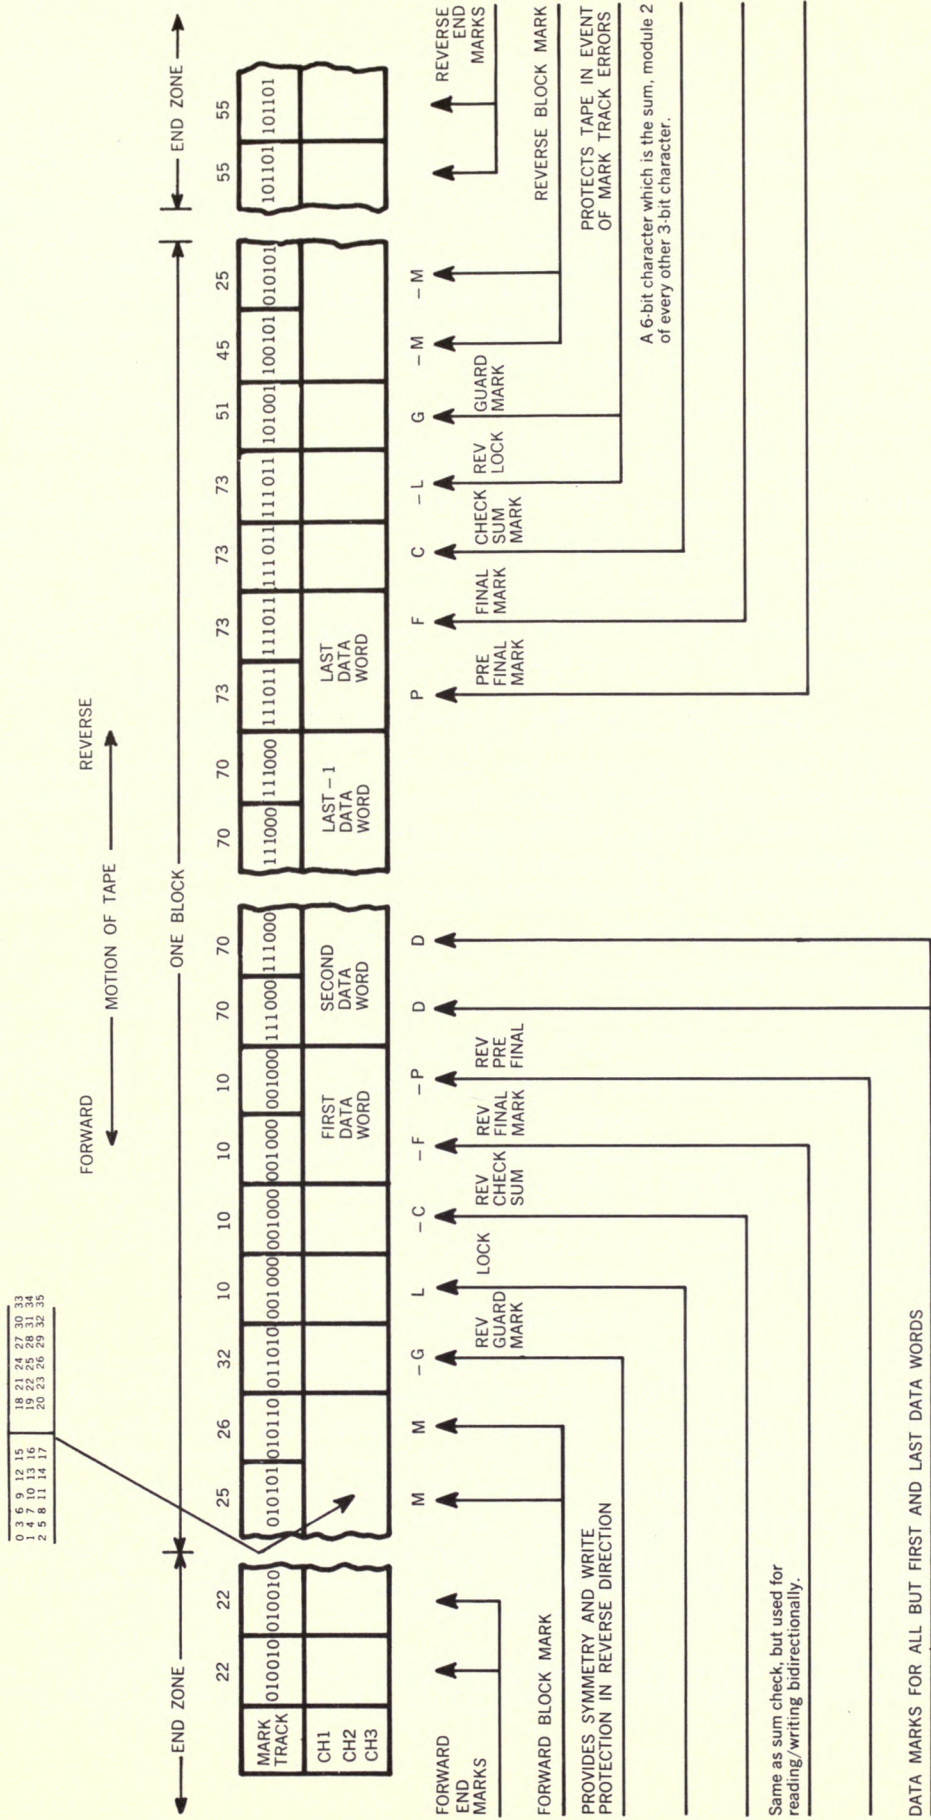 0 3 6 9 12 15 18 21 24 27 30 33
1 4 7 10 13 16 19 22 25 28 31 34
2 5 8 11 14 17 20 23 26 29 32 35
FORWARD REVERSE
MOTION OF TAPE
END ZONE ONE BLOCK END ZONE
22 22 25 26 32 10 10 10 10 70 70 70 70 73 73 73 73 51 45 25 55 55
MARK
TRACK
010010 010010 010101 010110 011010 001000 001000 001000 001000 111000 111000 111000 111000 111011 111011 111 011 111 011 101001 100101 010101 101101 101101
CH1
CH2
CH3
FIRST
DATA
WORD
SECOND
DATA
WORD
LAST – 1
DATA
WORD
LAST
DATA
WORD
M M –G L –C –F –P D D P F C –L G –M –M
FORWARD
END
MARKS
REV
GUARD
MARK
LOCK
REV
CHECK
SUM
REV
FINAL
MARK
REV
PRE
FINAL
PRE
FINAL
MARK
FINAL
MARK
CHECK
SUM
MARK
REV
LOCK
GUARD
MARK
REVERSE
END
MARKS
FORWARD BLOCK MARK
REVERSE BLOCK MARK
PROVIDES SYMMETRY AND WRITE
PROTECTION IN REVERSE DIRECTION
PROTECTS TAPE IN EVENT
OF MARK TRACK ERRORS
A 6-bit character which is the sum, module 2
of every other 3-bit character.
Same as sum check, but used for
reading/writing bidirectionally.
DATA MARKS FOR ALL BUT FIRST AND LAST DATA WORDS